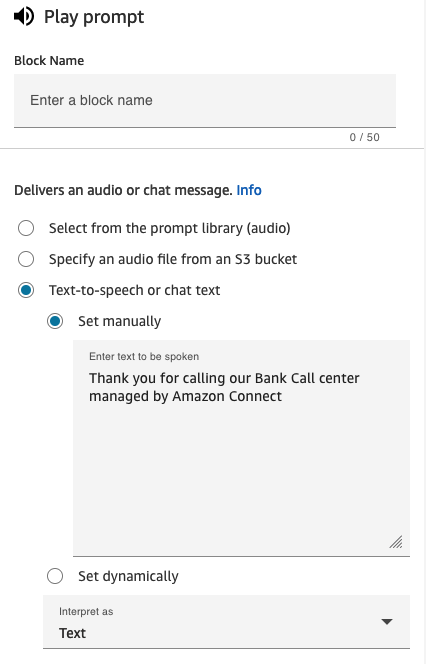 Play prompt
Block Name
Enter a block name
0 / 50
Delivers an audio or chat message. Info
Select from the prompt library (audio)
Specify an audio file from an S3 bucket
Text-to-speech or chat text
Set manually
Enter text to be spoken
Thank you for calling our Bank Call center
managed by Amazon Connect
Set dynamically
Interpret as
Text